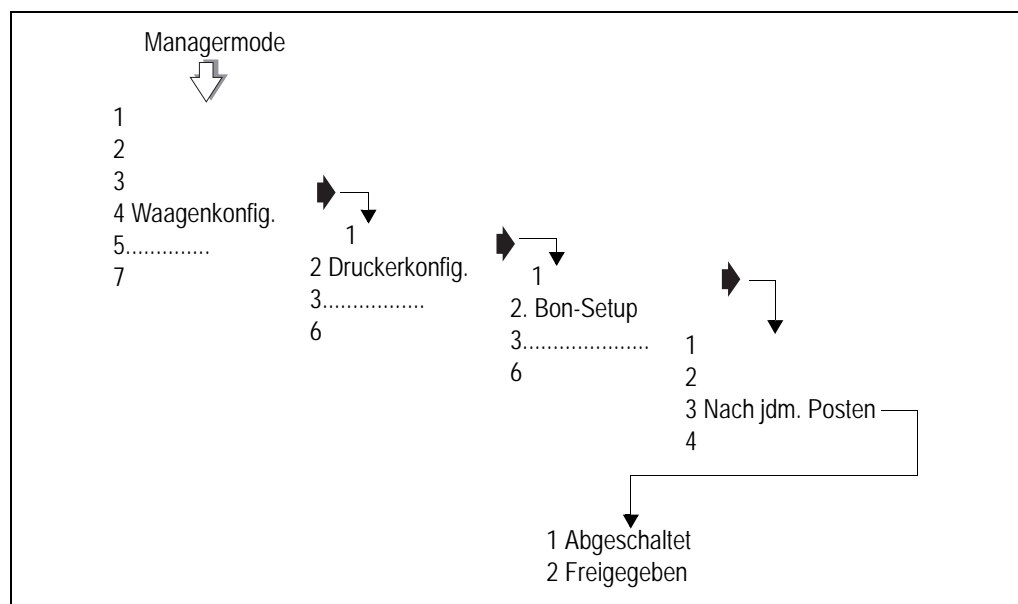 Managermode
1
2
3
4 Waagenkonfig.
5..............
7
1
2 Druckerkonfig.
3.................
6
1
2. Bon-Setup
3.....................
6
1
2
3 Nach jdm. Posten
4
1 Abgeschaltet
2 Freigegeben